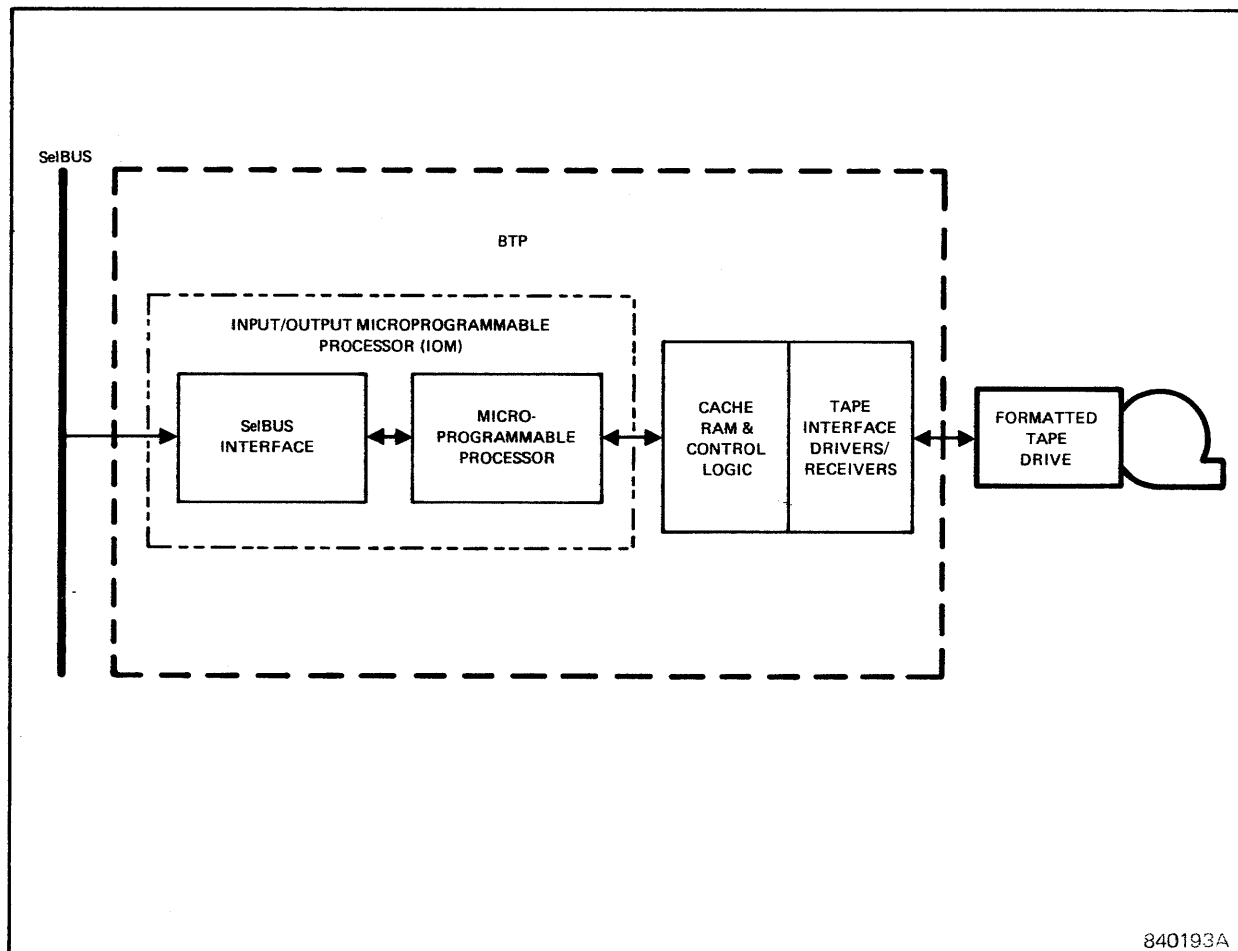 SelBUS
BTP
INPUT/OUTPUT MICROPROGRAMMABLE
PROCESSOR (IOM)
SelBUS
INTERFACE
MICRO-
PROGRAMMABLE
PROCESSOR
CACHE
RAM &
CONTROL
LOGIC
TAPE
INTERFACE
DRIVERS/
RECEIVERS
FORMATTED
TAPE
DRIVE
840193A